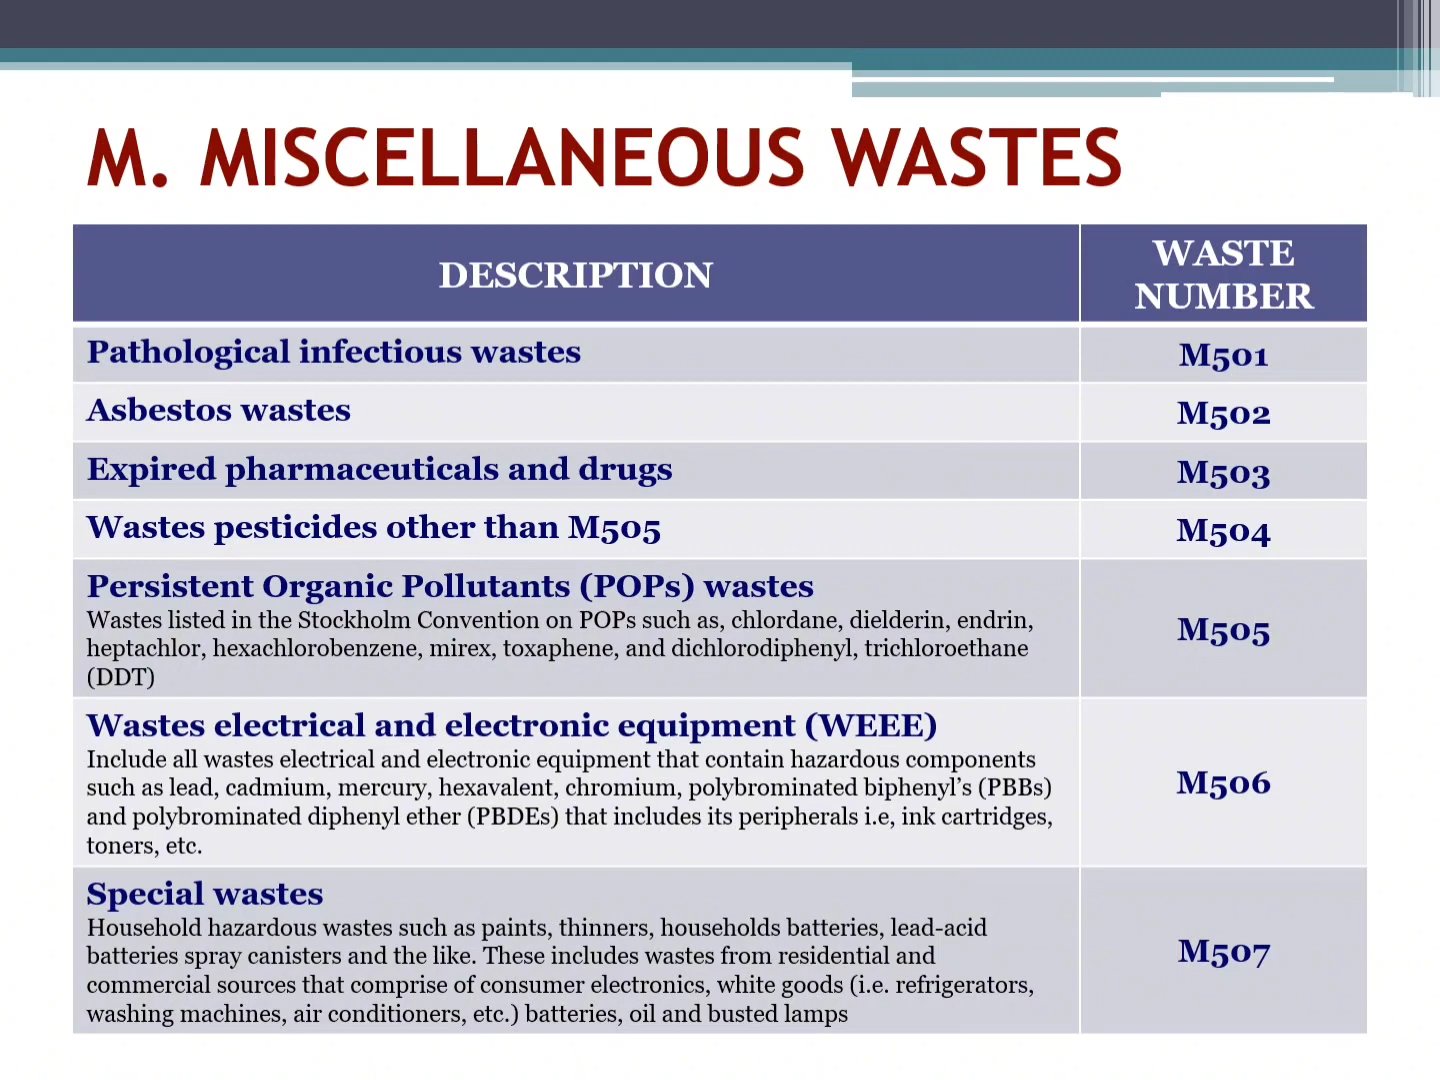 M. MISCELLANEOUS WASTES
DESCRIPTION
WASTE
NUMBER
Pathological infectious wastes
M501
Asbestos wastes
M502
Expired pharmaceuticals and drugs
M503
Wastes pesticides other than M505
M504
Persistent Organic Pollutants (POPs) wastes
Wastes listed in the Stockholm Convention on POPs such as, chlordane, dielderin, endrin,
heptachlor, hexachlorobenzene, mirex, toxaphene, and dichlorodiphenyl, trichloroethane
(DDT)
M505
Wastes electrical and electronic equipment (WEEE)
Include all wastes electrical and electronic equipment that contain hazardous components
such as lead, cadmium, mercury, hexavalent, chromium, polybrominated biphenyl’s (PBBs)
and polybrominated diphenyl ether (PBDEs) that includes its peripherals i.e, ink cartridges,
toners, etc.
M506
Special wastes
Household hazardous wastes such as paints, thinners, households batteries, lead-acid
batteries spray canisters and the like. These includes wastes from residential and
commercial sources that comprise of consumer electronics, white goods (i.e. refrigerators,
washing machines, air conditioners, etc.) batteries, oil and busted lamps
M507